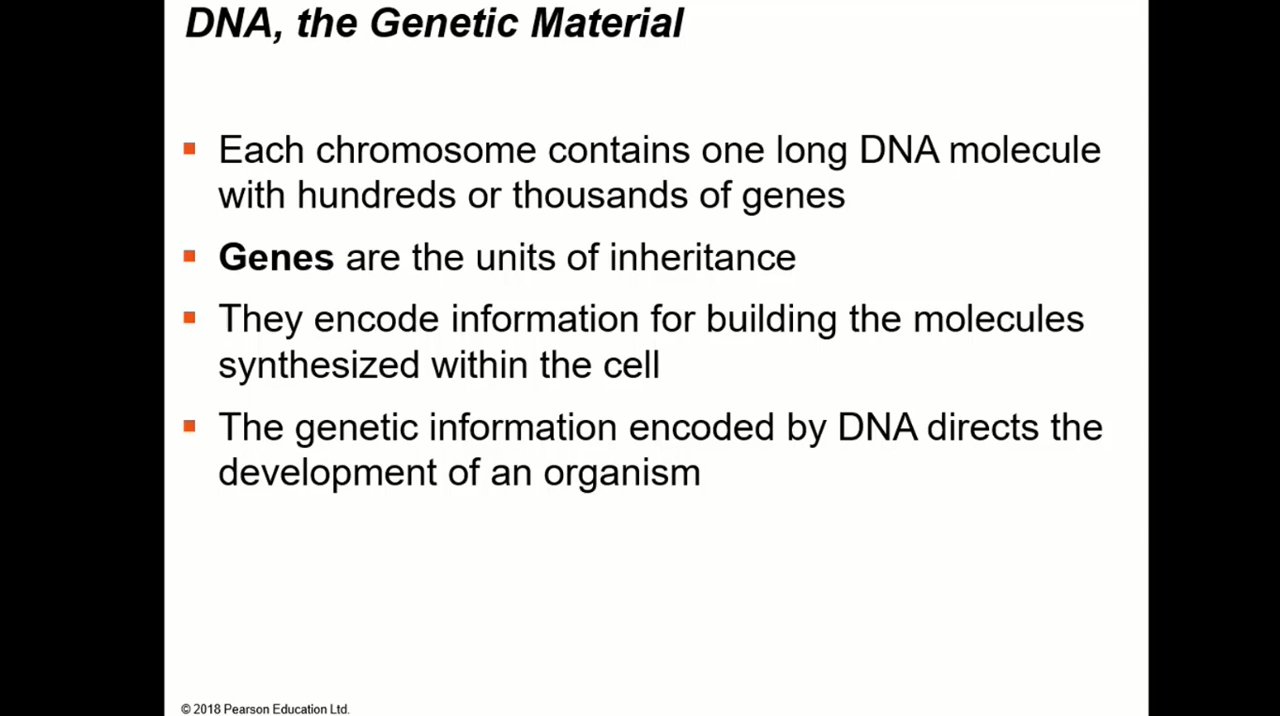 DNA, the Genetic Material
Each chromosome contains one long DNA molecule
with hundreds or thousands of genes
Genes are the units of inheritance
They encode information for building the molecules
synthesized within the cell
The genetic information encoded by DNA directs the
development of an organism
© 2018 Pearson Education Ltd.